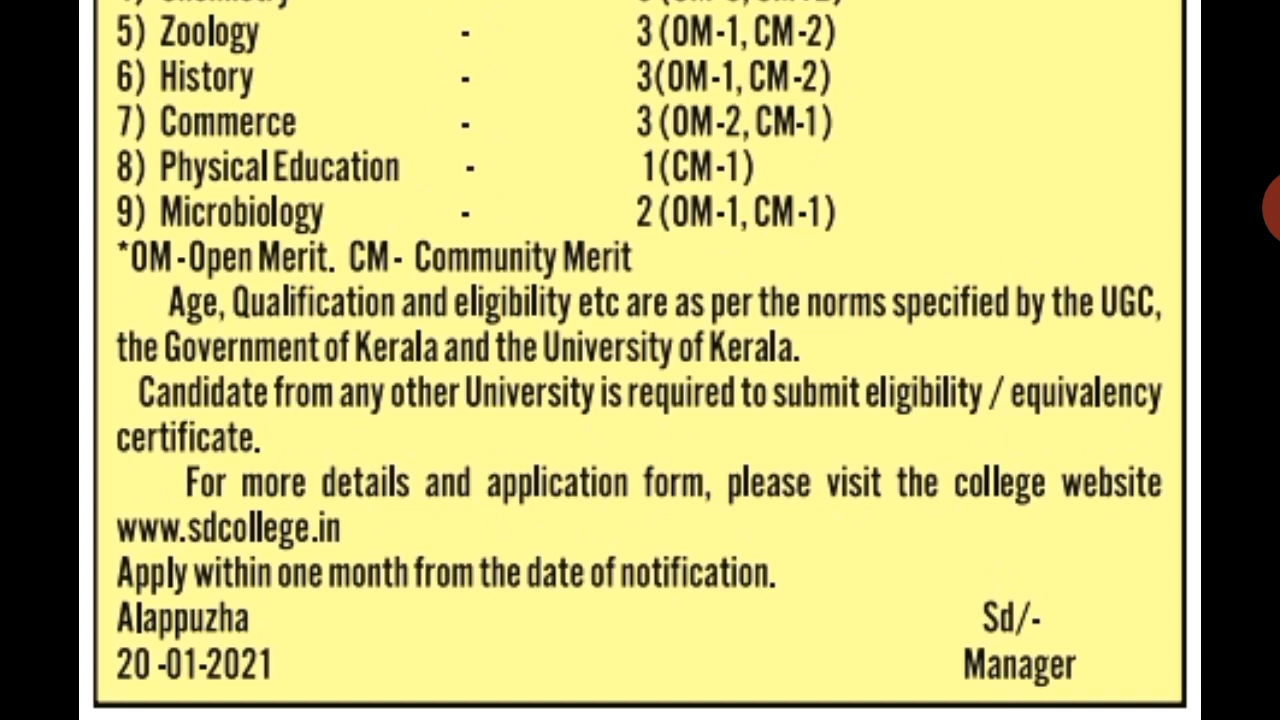 5) Zoology - 3 (OM-1, CM-2)
6) History - 3(OM-1, CM-2)
7) Commerce - 3 (OM-2, CM-1)
8) Physical Education - 1(CM-1)
9) Microbiology - 2 (OM-1, CM-1)
*OM -Open Merit. CM - Community Merit
Age, Qualification and eligibility etc are as per the norms specified by the UGC,
the Government of Kerala and the University of Kerala.
Candidate from any other University is required to submit eligibility / equivalency
certificate.
For more details and application form, please visit the college website
www.sdcollege.in
Apply within one month from the date of notification.
Alappuzha Sd/-
20 -01-2021 Manager